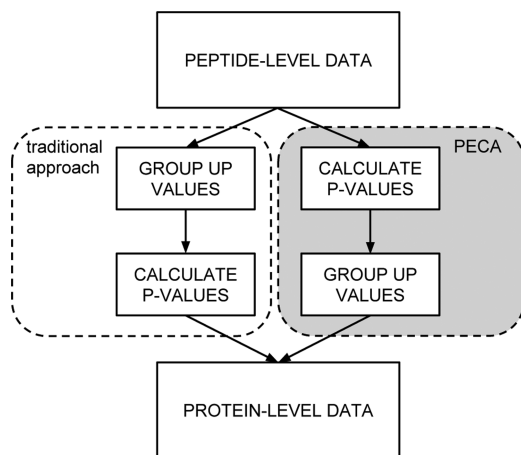 PEPTIDE-LEVEL DATA
traditional
approach
GROUP UP
VALUES
CALCULATE
P-VALUES
PECA
CALCULATE
P-VALUES
GROUP UP
VALUES
PROTEIN-LEVEL DATA